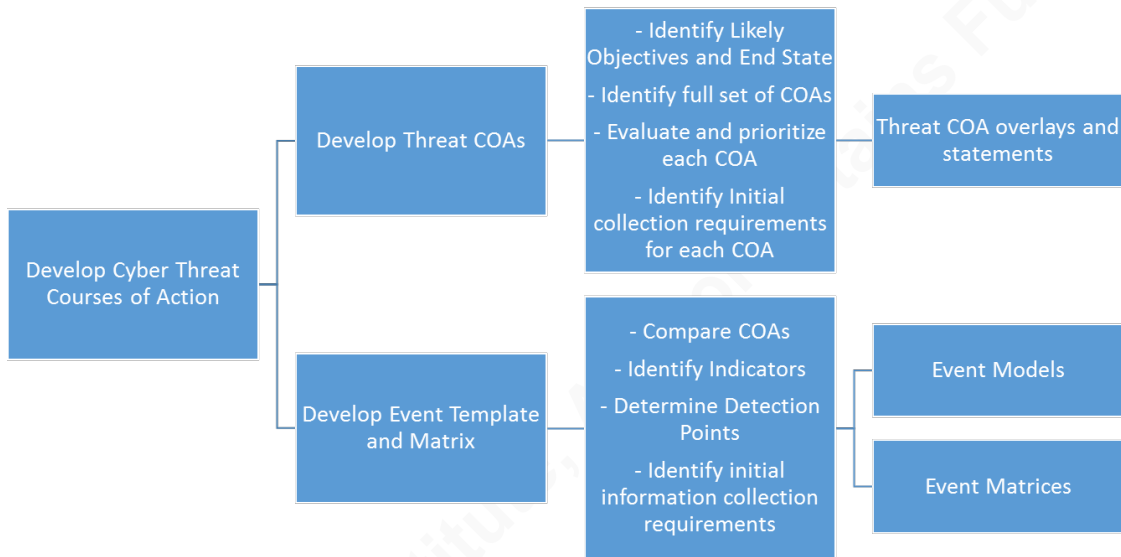 - Identify Likely
Objectives and End State
- Identify full set of COAs
- Evaluate and prioritize
each COA
- Identify Initial
collection requirements
for each COA
Develop Threat COAs
Threat COA overlays and
statements
Develop Cyber Threat
Courses of Action
- Compare COAs
- Identify Indicators
- Determine Detection
Points
- Identify initial
information collection
requirements
Develop Event Template
and Matrix
Event Models
Event Matrices